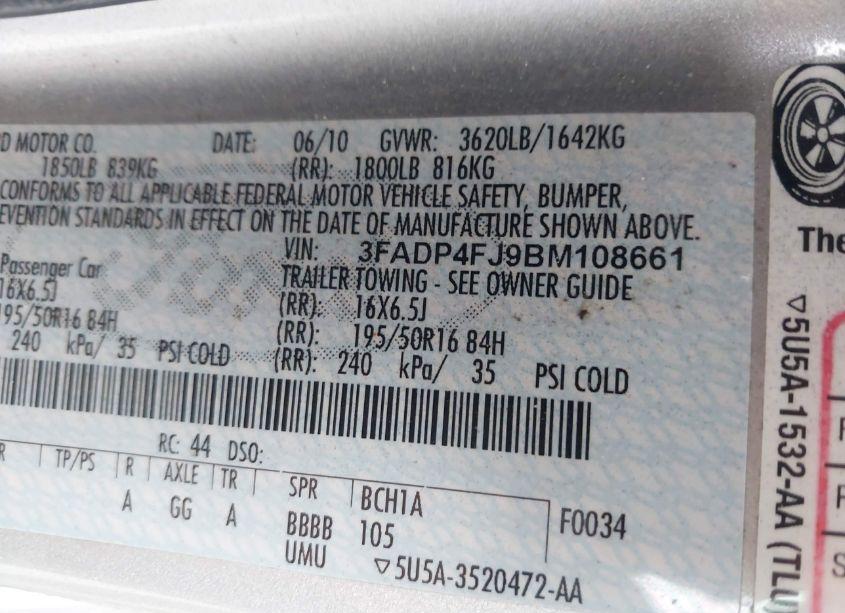 D MOTOR CO. DATE: 06/10 GVWR: 3620LB/1642KG
1850LB 839KG (RR): 1800LB 816KG
CONFORMS TO ALL APPLICABLE FEDERAL MOTOR VEHICLE SAFETY, BUMPER,
EVENTION STANDARDS IN EFFECT ON THE DATE OF MANUFACTURE SHOWN ABOVE.
VIN: 3FADP4FJ9BM108661
Passenger Car TRAILER TOWING - SEE OWNER GUIDE
16X6.5J (RR): 16X6.5J
195/50R16 84H (RR): 195/50R16 84H
240 kPa/ 35 PSI COLD (RR): 240 kPa/ 35 PSI COLD
RC: 44 DSO:
R TP/PS R AXLE TR SPR BCH1A F0034
A GG A BBBB 105
UMU ▽5U5A-3520472-AA
The
▽5U5A-1532-AA (TLU
F
F
S